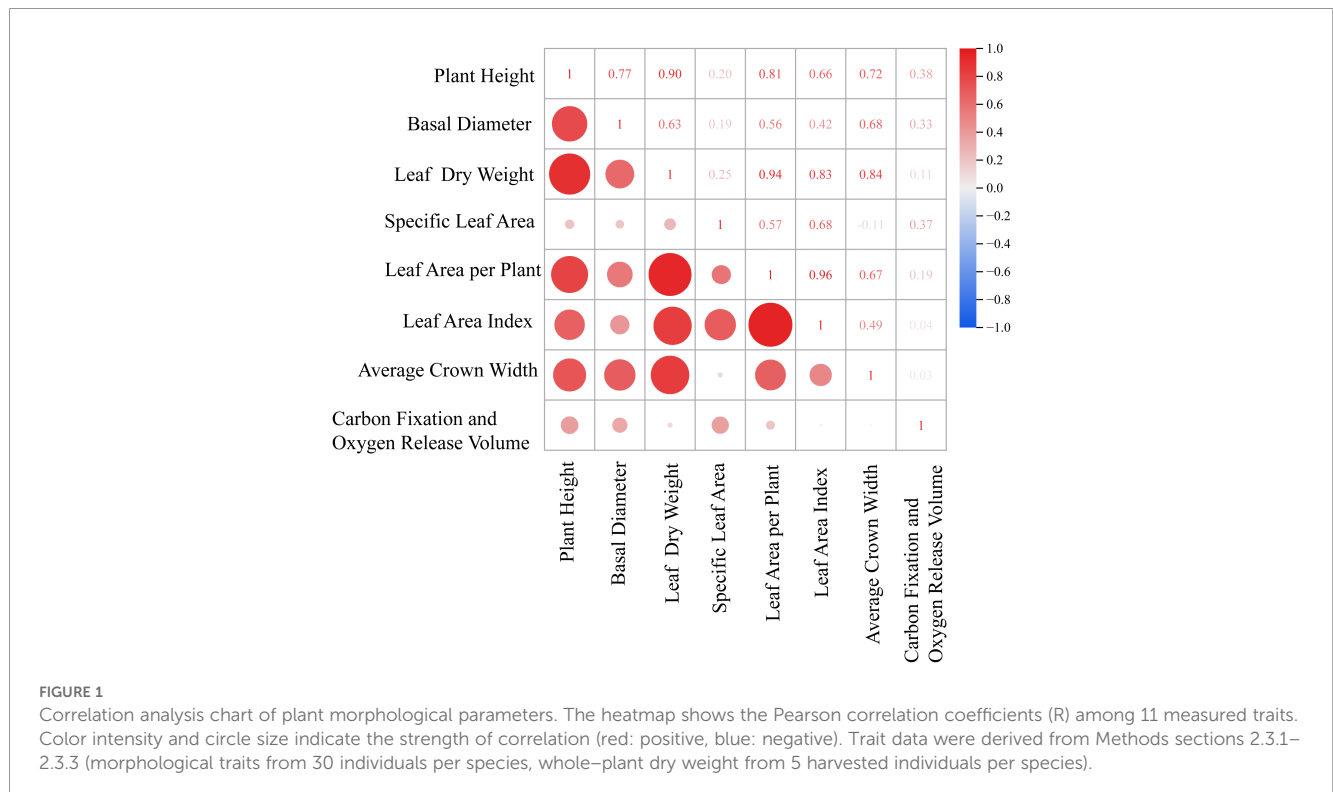 Plant Height 1 0.77 0.90 0.20 0.81 0.66 0.72 0.38
Basal Diameter 1 0.63 0.19 0.56 0.42 0.68 0.33
Leaf Dry Weight 1 0.25 0.94 0.83 0.84 0.11
Specific Leaf Area 1 0.57 0.68 -0.11 0.37
Leaf Area per Plant 1 0.96 0.67 0.19
Leaf Area Index 1 0.49 0.04
Average Crown Width 1 0.03
Carbon Fixation and
Oxygen Release Volume 1
1.0
0.8
0.6
0.4
0.2
0.0
−0.2
−0.4
−0.6
−0.8
−1.0
Plant Height
Basal Diameter
Leaf Dry Weight
Specific Leaf Area
Leaf Area per Plant
Leaf Area Index
Average Crown Width
Carbon Fixation and
Oxygen Release Volume
FIGURE 1
Correlation analysis chart of plant morphological parameters. The heatmap shows the Pearson correlation coefficients (R) among 11 measured traits.
Color intensity and circle size indicate the strength of correlation (red: positive, blue: negative). Trait data were derived from Methods sections 2.3.1–
2.3.3 (morphological traits from 30 individuals per species, whole–plant dry weight from 5 harvested individuals per species).